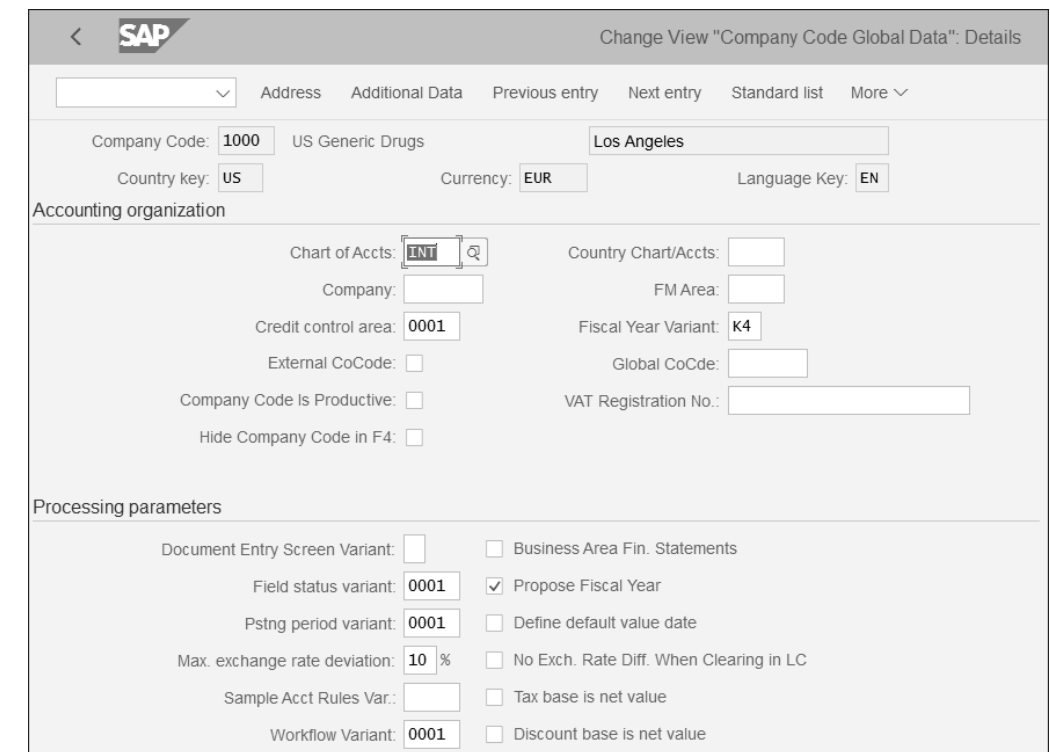 SAP
Change View "Company Code Global Data": Details
Address Additional Data Previous entry Next entry Standard list More
Company Code: 1000 US Generic Drugs Los Angeles
Country key: US Currency: EUR Language Key: EN
Accounting organization
Chart of Accts: INT Country Chart/Accts:
Company: FM Area:
Credit control area: 0001 Fiscal Year Variant: K4
External CoCode: Global CoCde:
Company Code Is Productive: VAT Registration No.:
Hide Company Code in F4:
Processing parameters
Document Entry Screen Variant: Business Area Fin. Statements
Field status variant: 0001 Propose Fiscal Year
Pstng period variant: 0001 Define default value date
Max. exchange rate deviation: 10 % No Exch. Rate Diff. When Clearing in LC
Sample Acct Rules Var.: Tax base is net value
Workflow Variant: 0001 Discount base is net value